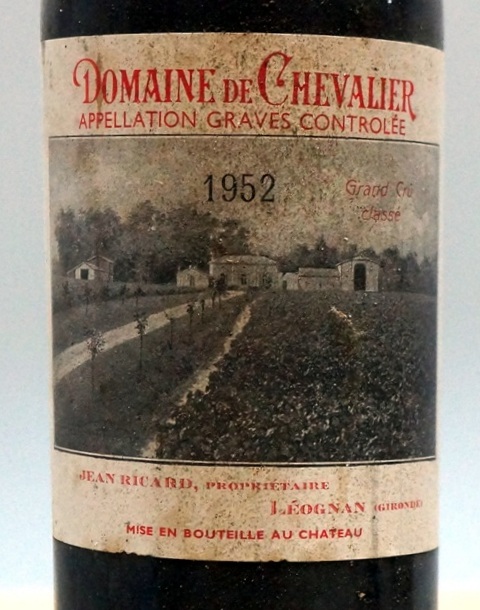 DOMAINE DE CHEVALIER
APPELLATION GRAVES CONTROLÉE
1952
Grand Cru
classé
JEAN RICARD, PROPRIÉTAIRE
LÉOGNAN (GIRONDE)
MISE EN BOUTEILLE AU CHATEAU